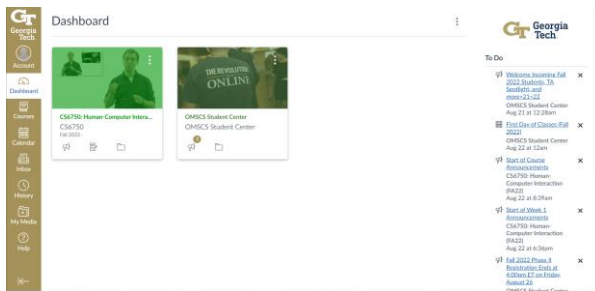 GT
Georgia
Tech
Account
Dashboard
Courses
Calendar
Inbox
History
My Media
Help
Dashboard
CS6750: Human-Computer Intera...
CS6750
Fall 2022
THE REVOLUTION
ONLINE
OMSCS Student Center
OMSCS Student Center
GT Georgia
Tech
To Do
Welcome Incoming Fall
2022 Students, TA
Spotlight, and
more~21~22
OMSCS Student Center
Aug 21 at 12:28am
First Day of Classes (Fall
2022)
OMSCS Student Center
Aug 22 at 12am
Start of Course
Announcements
CS6750: Human-
Computer Interaction
(FA22)
Aug 22 at 8:39am
Start of Week 1
Announcements
CS6750: Human-
Computer Interaction
(FA22)
Aug 22 at 6:36pm
Fall 2022 Phase II
Registration Ends at
4:00pm ET on Friday,
August 26
OMSCS Student Center